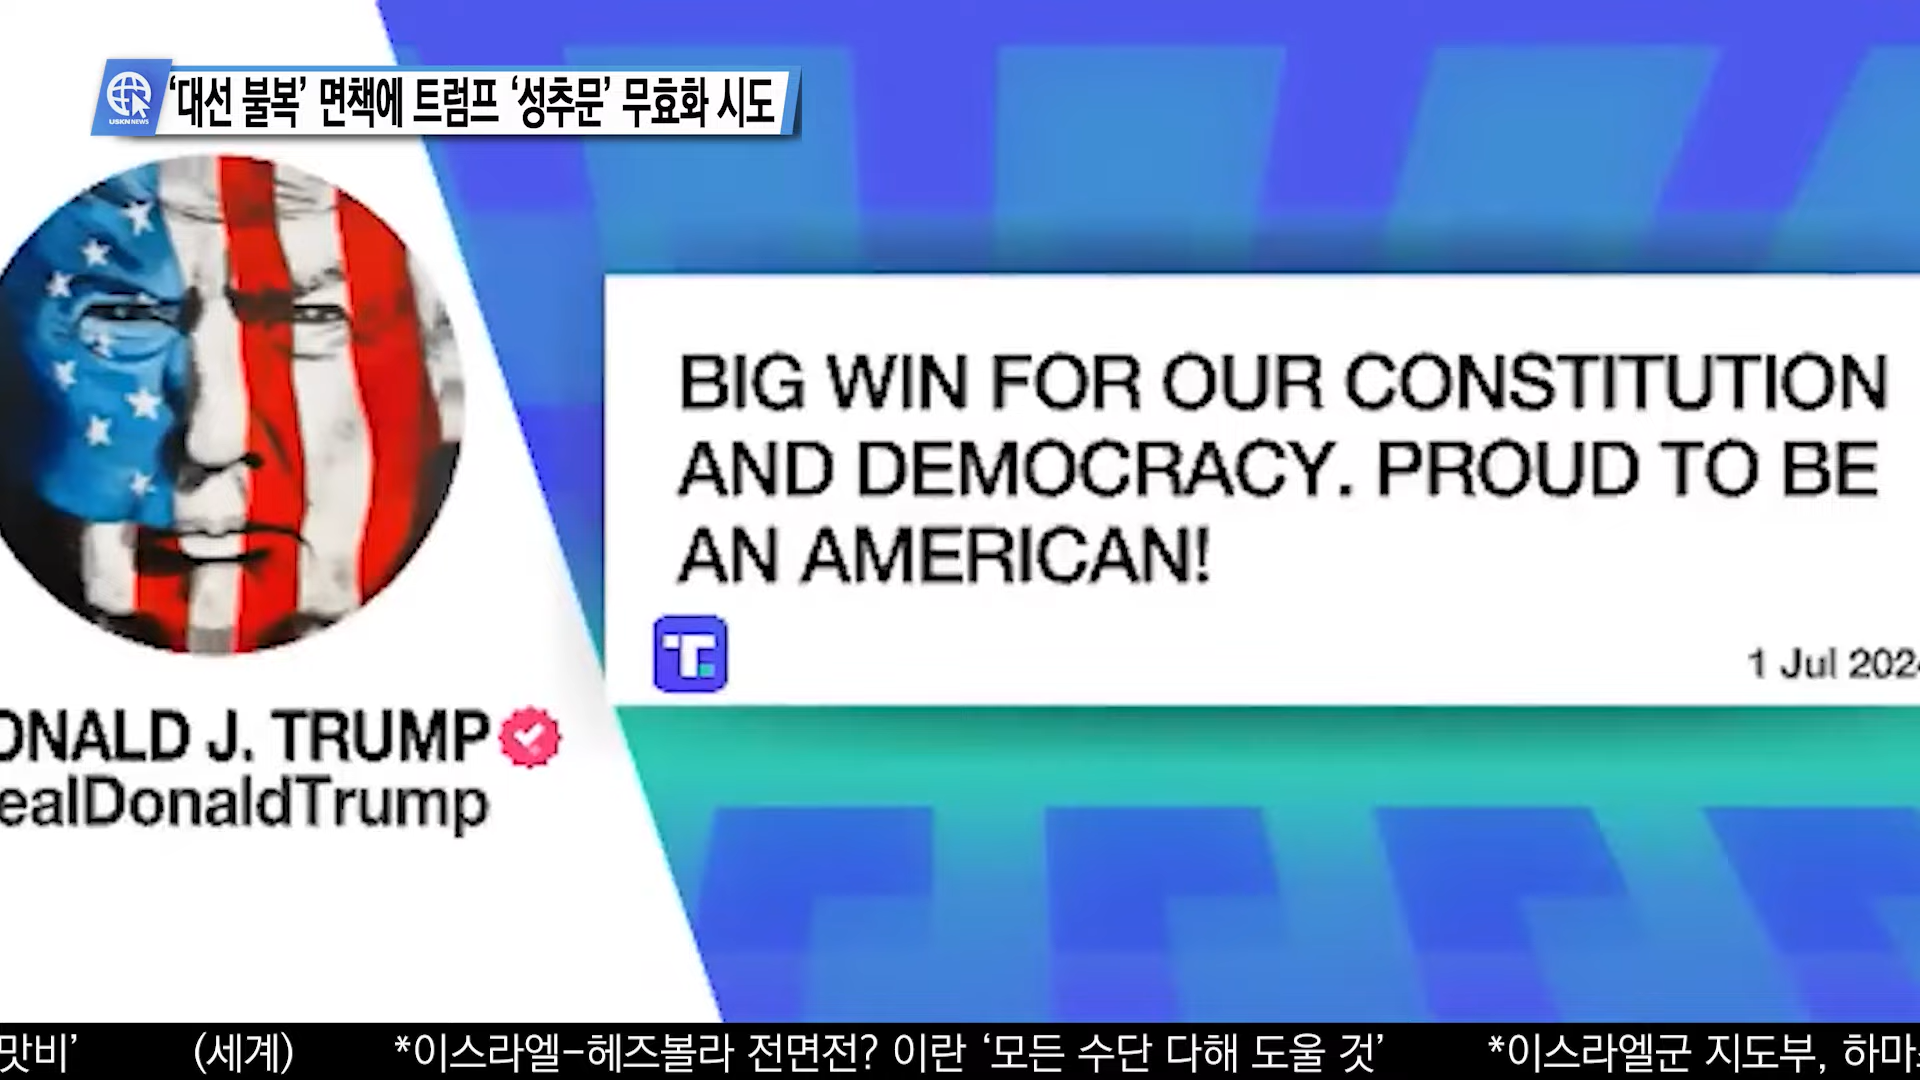 USKN NEWS
‘대선 불복’ 면책에 트럼프 ‘성추문’ 무효화 시도
BIG WIN FOR OUR CONSTITUTION
AND DEMOCRACY. PROUD TO BE
AN AMERICAN!
T.
1 Jul 202
ONALD J. TRUMP
ealDonaldTrump
맛비’ (세계) *이스라엘-헤즈볼라 전면전? 이란 ‘모든 수단 다해 도울 것’ *이스라엘군 지도부, 하마